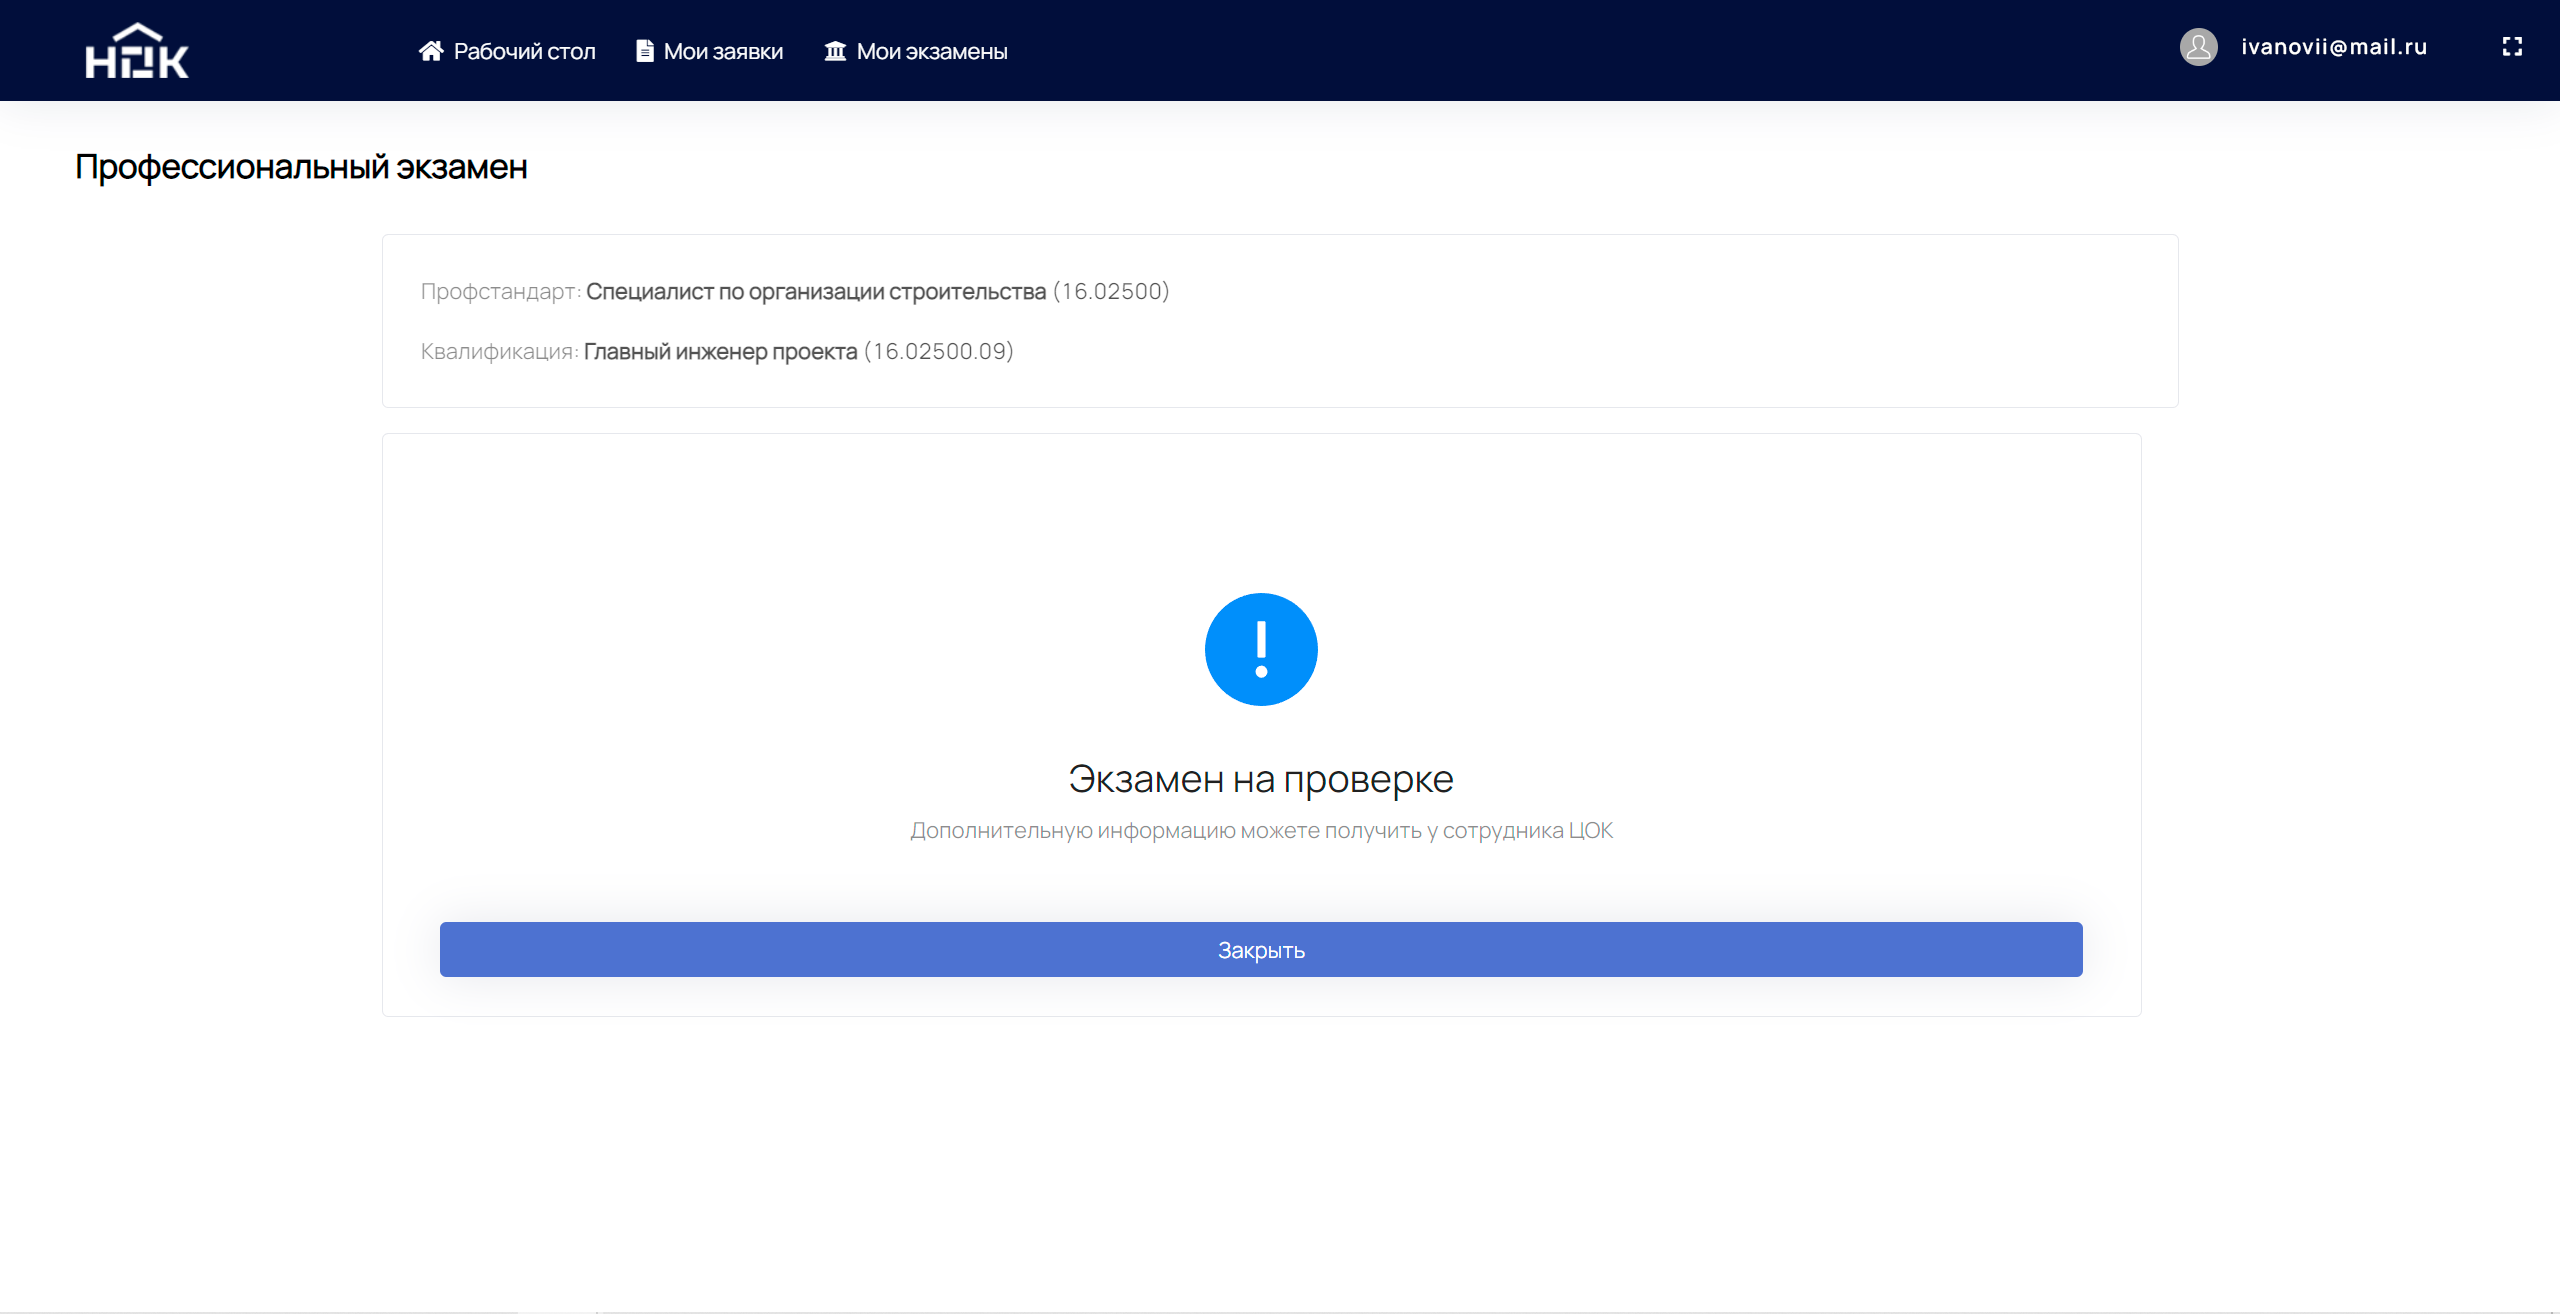 НОК
Рабочий стол
Мои заявки
Мои экзамены
ivanovii@mail.ru
Профессиональный экзамен
Профстандарт: Специалист по организации строительства (16.02500)
Квалификация: Главный инженер проекта (16.02500.09)
Экзамен на проверке
Дополнительную информацию можете получить у сотрудника ЦОК
Закрыть